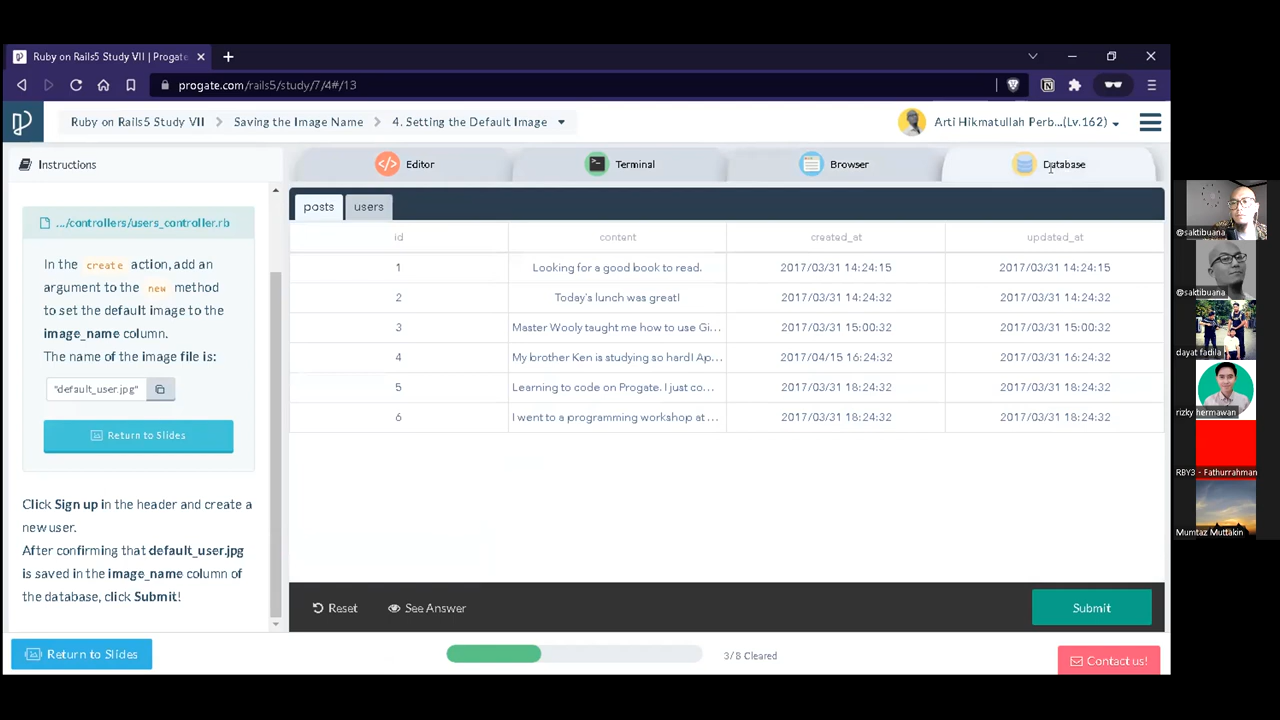 Ruby on Rails5 Study VII | Progate
progate.com/rails5/study/7/4#/13
Ruby on Rails5 Study VII
Saving the Image Name
4. Setting the Default Image
Arti Hikmatullah Perb...(Lv.162)
Instructions
Editor
Terminal
Browser
Database
.../controllers/users_controller.rb
In the create action, add an
argument to the new method
to set the default image to the
image_name column.
The name of the image file is:
"default_user.jpg"
Return to Slides
Click Sign up in the header and create a
new user.
After confirming that default_user.jpg
is saved in the image_name column of
the database, click Submit!
posts
users
id content created_at updated_at
1 Looking for a good book to read. 2017/03/31 14:24:15 2017/03/31 14:24:15
2 Today's lunch was great! 2017/03/31 14:24:32 2017/03/31 14:24:32
3 Master Wooly taught me how to use Gi... 2017/03/31 15:00:32 2017/03/31 15:00:32
4 My brother Ken is studying so hard! Ap... 2017/04/15 16:24:32 2017/03/31 16:24:32
5 Learning to code on Progate. I just co... 2017/03/31 18:24:32 2017/03/31 18:24:32
6 I went to a programming workshop at ... 2017/03/31 18:24:32 2017/03/31 18:24:32
Reset
See Answer
Submit
Return to Slides
3/8 Cleared
Contact us!
@saktibuana
@saktibuana
dayat fadila
rizky hermawan
RBY3 - Fathurrahman
Mumtaz Muttakin